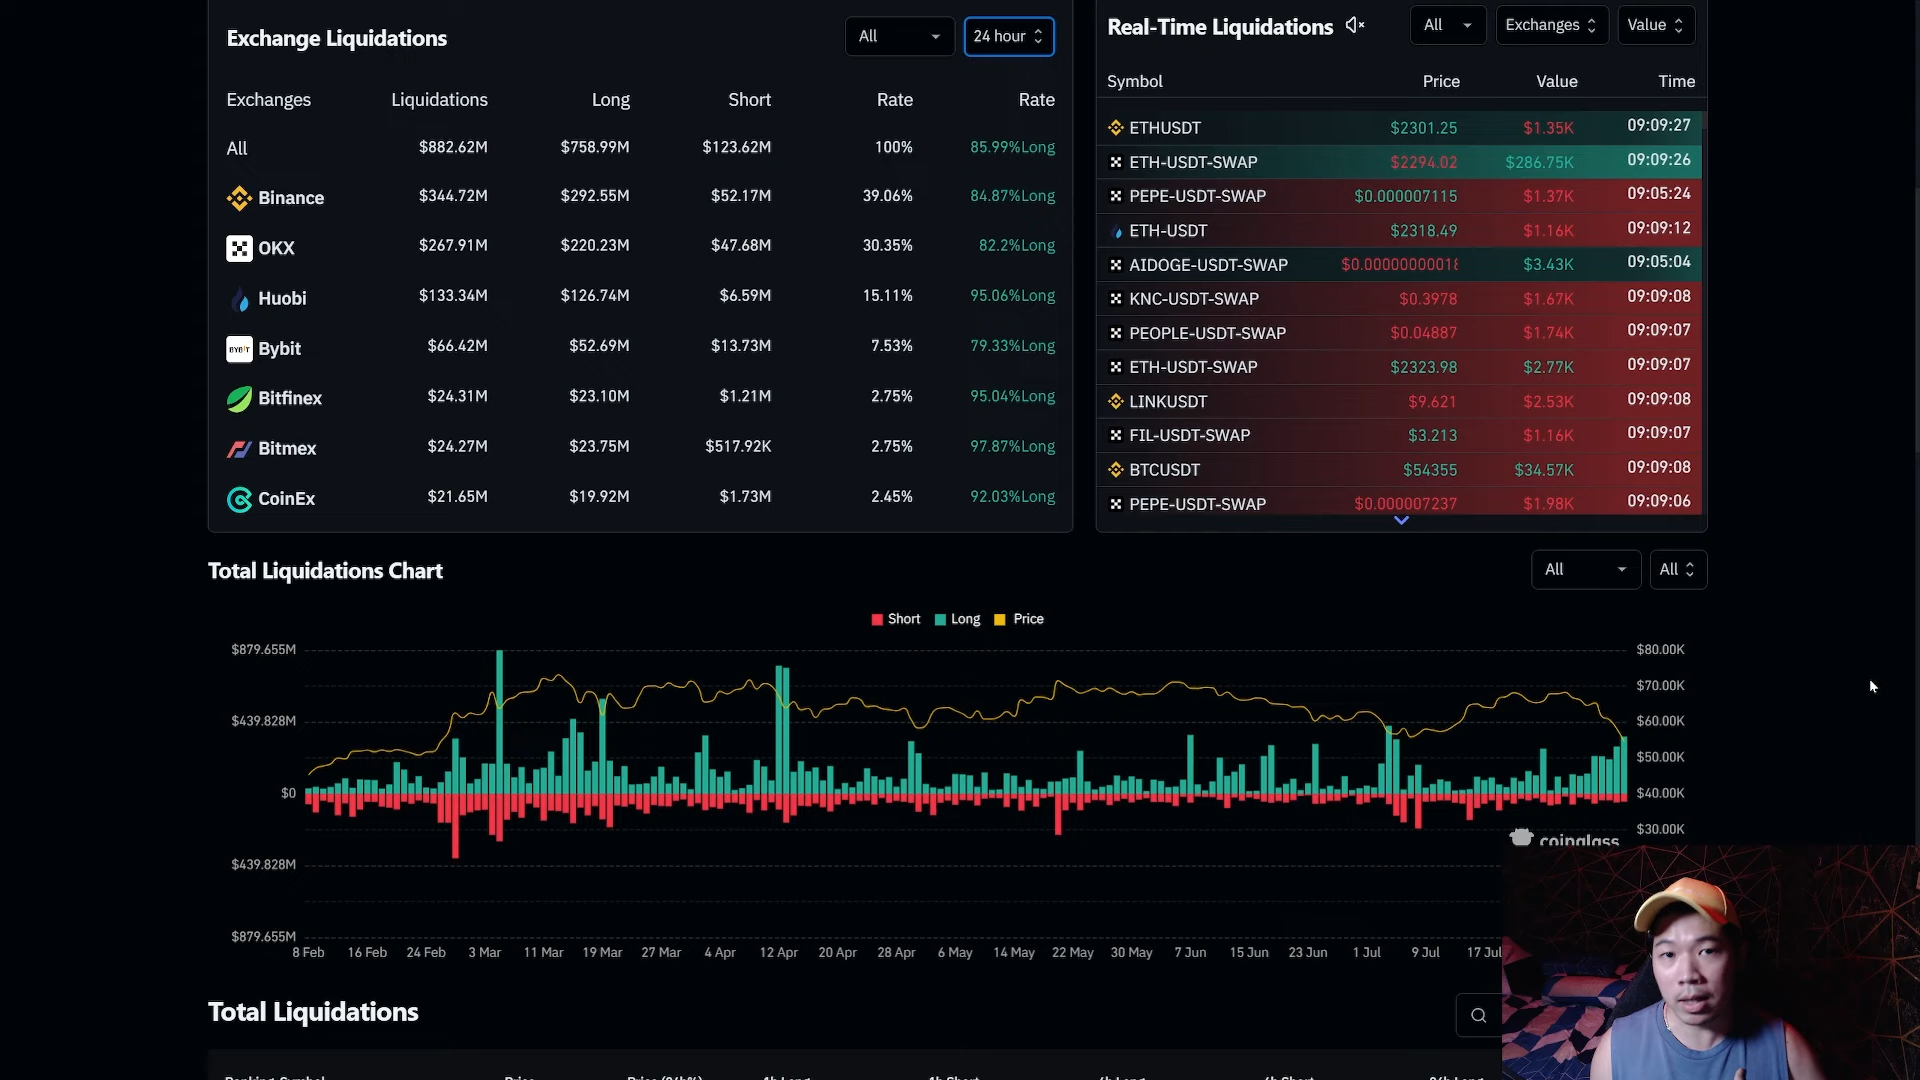 Exchange Liquidations
All
24 hour
Exchanges Liquidations Long Short Rate Rate
All $882.62M $758.99M $123.62M 100% 85.99%Long
Binance $344.72M $292.55M $52.17M 39.06% 84.87%Long
OKX $267.91M $220.23M $47.68M 30.35% 82.2%Long
Huobi $133.34M $126.74M $6.59M 15.11% 95.06%Long
BYBIT Bybit $66.42M $52.69M $13.73M 7.53% 79.33%Long
Bitfinex $24.31M $23.10M $1.21M 2.75% 95.04%Long
Bitmex $24.27M $23.75M $517.92K 2.75% 97.87%Long
CoinEx $21.65M $19.92M $1.73M 2.45% 92.03%Long
Real-Time Liquidations
All
Exchanges
Value
Symbol Price Value Time
ETHUSDT $2301.25 $1.35K 09:09:27
ETH-USDT-SWAP $2294.02 $286.75K 09:09:26
PEPE-USDT-SWAP $0.000007115 $1.37K 09:05:24
ETH-USDT $2318.49 $1.16K 09:09:12
AIDOGE-USDT-SWAP $3.43K 09:05:04
KNC-USDT-SWAP $0.3978 $1.67K 09:09:08
PEOPLE-USDT-SWAP $0.04887 $1.74K 09:09:07
ETH-USDT-SWAP $2323.98 $2.77K 09:09:07
LINKUSDT $9.621 $2.53K 09:09:08
FIL-USDT-SWAP $3.213 $1.16K 09:09:07
BTCUSDT $54355 $34.57K 09:09:08
PEPE-USDT-SWAP $0.000007237 $1.98K 09:09:06
Total Liquidations Chart
All
All
Short Long Price
$879.655M $80.00K
$70.00K
$439.828M $60.00K
$50.00K
$0 $40.00K
$30.00K
coinglass
$439.828M
$879.655M
8 Feb 16 Feb 24 Feb 3 Mar 11 Mar 19 Mar 27 Mar 4 Apr 12 Apr 20 Apr 28 Apr 6 May 14 May 22 May 30 May 7 Jun 15 Jun 23 Jun 1 Jul 9 Jul 17 Jul
Total Liquidations